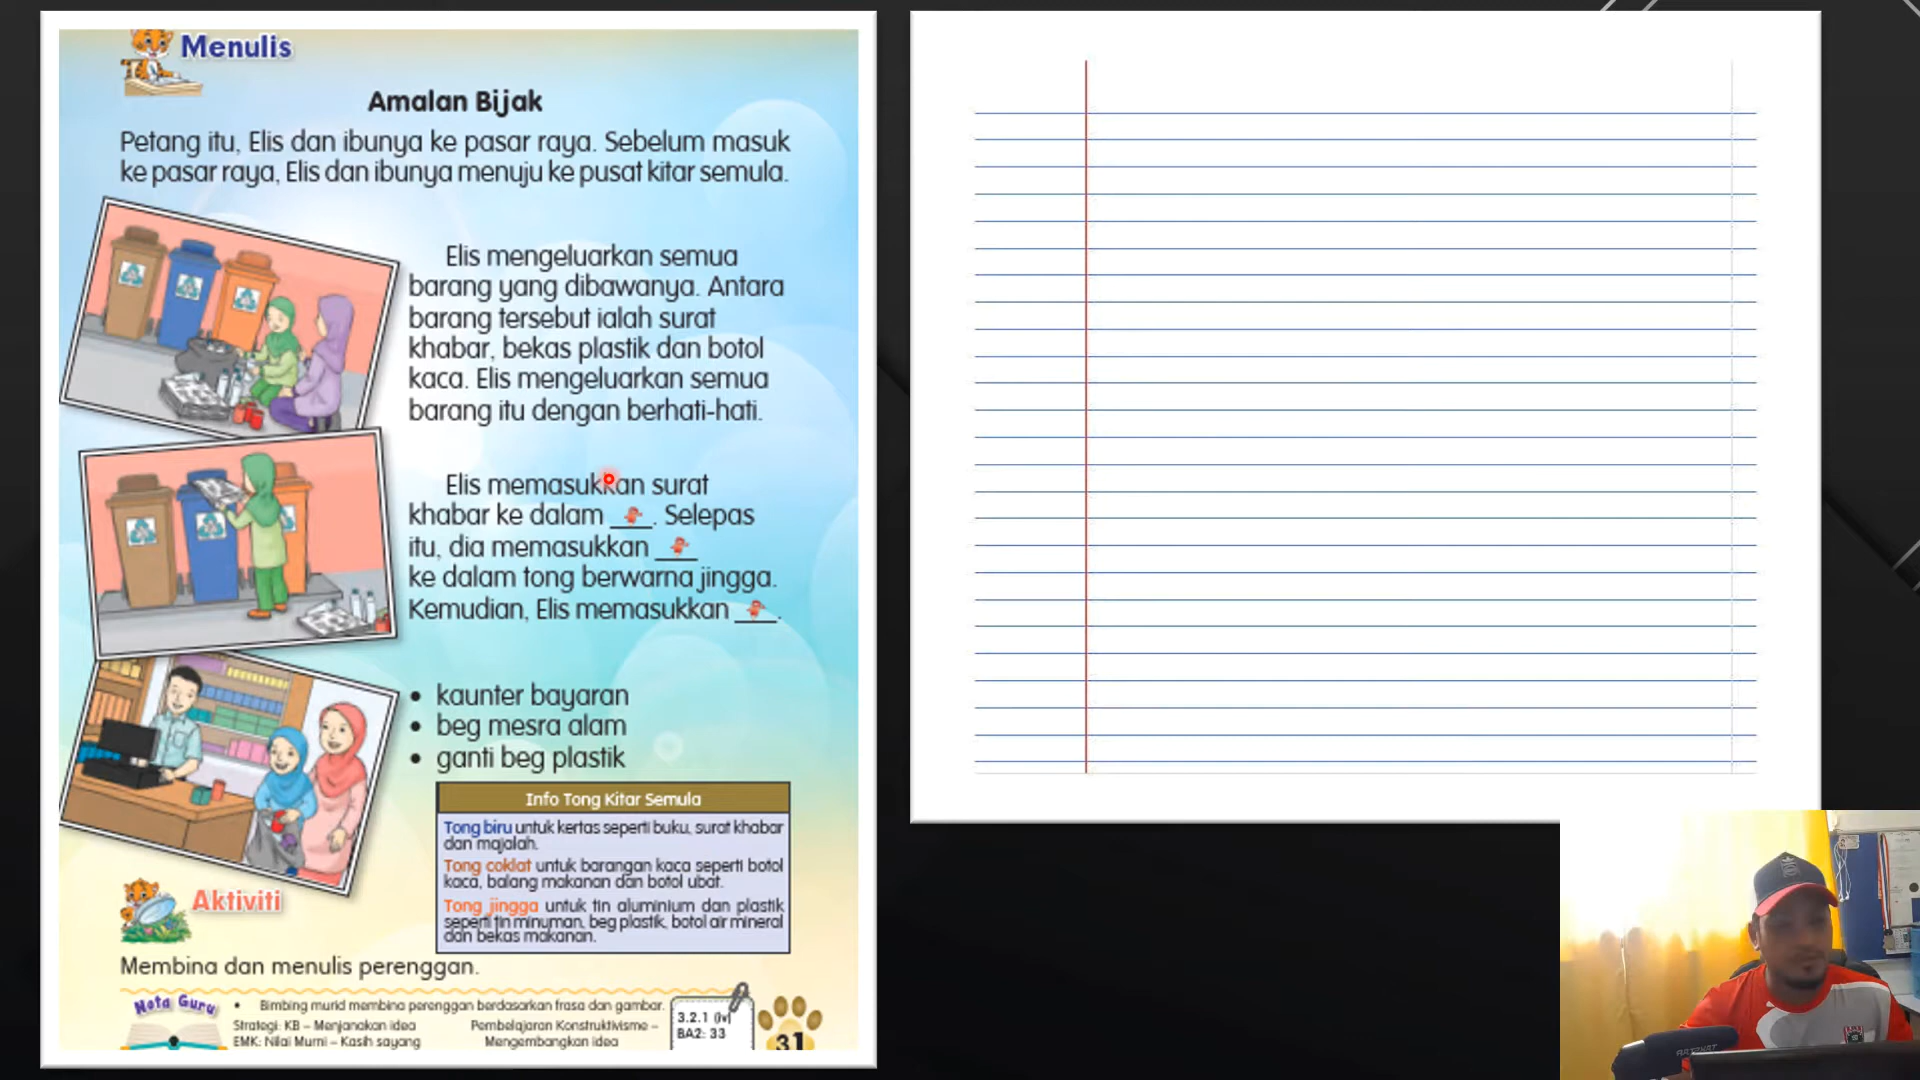 Menulis
Amalan Bijak
Petang itu, Elis dan ibunya ke pasar raya. Sebelum masuk
ke pasar raya, Elis dan ibunya menuju ke pusat kitar semula.
Elis mengeluarkan semua
barang yang dibawanya. Antara
barang tersebut ialah surat
khabar, bekas plastik dan botol
kaca. Elis mengeluarkan semua
barang itu dengan berhati-hati.
Elis memasukkan surat
khabar ke dalam ___. Selepas
itu, dia memasukkan ___
ke dalam tong berwarna jingga.
Kemudian, Elis memasukkan ___.
• kaunter bayaran
• beg mesra alam
• ganti beg plastik
Info Tong Kitar Semula
Tong biru untuk kertas seperti buku, surat khabar
dan majalah.
Tong coklat untuk barangan kaca seperti botol
kaca, balang makanan dan botol ubat.
Tong jingga untuk tin aluminium dan plastik
seperti tin minuman, beg plastik, botol air mineral
dan bekas makanan.
Aktiviti
Membina dan menulis perenggan.
Nota Guru
• Bimbing murid membina perenggan berdasarkan frasa dan gambar.
Strategi: KB – Menjanakan idea
EMK: Nilai Murni – Kasih sayang
Pembelajaran Konstruktivisme –
Mengembangkan idea
3.2.1 (iv)
BA2: 33
31